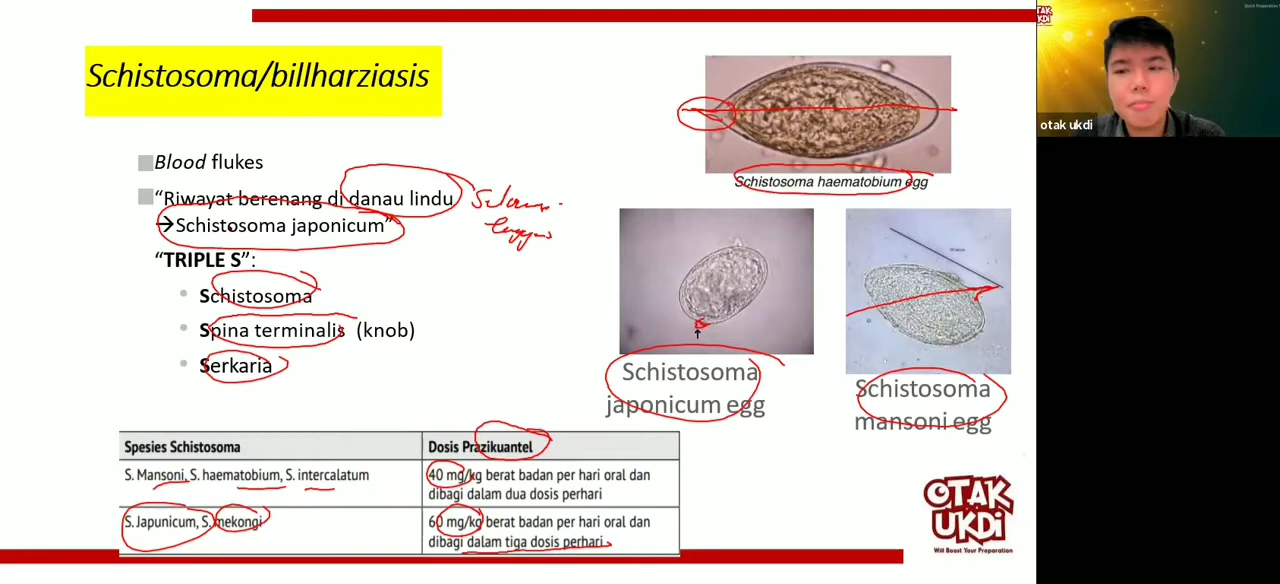 Schistosoma/billharziasis
Blood flukes
“Riwayat berenang di danau lindu
→Schistosoma japonicum”
“TRIPLE S”:
Schistosoma
Spina terminalis (knob)
Serkaria
Schistosoma haematobium egg
Schistosoma
japonicum egg
Schistosoma
mansoni egg
Spesies Schistosoma
Dosis Prazikuantel
S. Mansoni, S. haematobium, S. intercalatum
40 mg/kg berat badan per hari oral dan
dibagi dalam dua dosis perhari
S. Japunicum, S. mekongi
60 mg/kg berat badan per hari oral dan
dibagi dalam tiga dosis perhari
OTAK
UKDI
Will Boost Your Preparation
OTAK
UKDI
otak ukdi